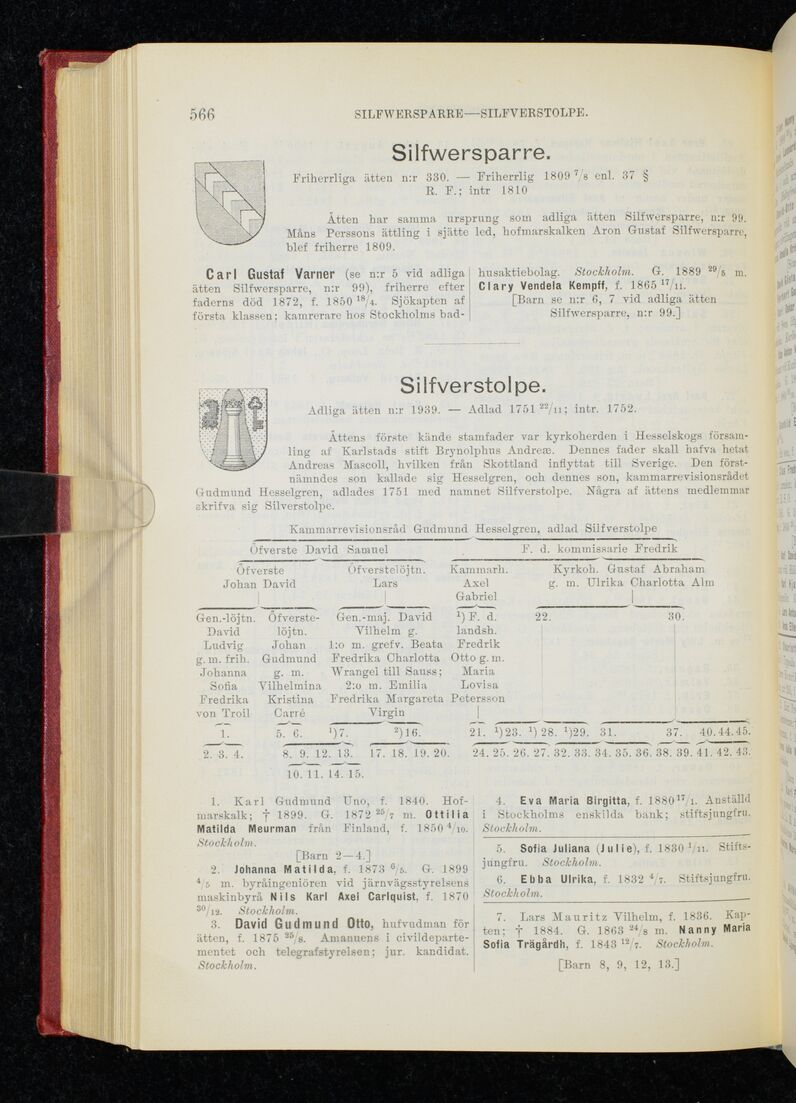 566
SILFWERSPARRE—SILFVERSTOLPE.
Silfwersparre.
Friherrliga ätten n:r 330. — Friherrlig 1809 7/8 enl. 37 §
R. F.; intr 1810
Ätten har samma ursprung som adliga ätten Silfwersparre, n:r 99.
Måns Perssons ättling i sjätte led, hofmarskalken Aron Gustaf Silfwersparre,
blef friherre 1809.
Carl Gustaf Varner (se n:r 5 vid adliga
ätten Silfwersparre, n:r 99), friherre efter
faderns död 1872, f. 1850 18/4. Sjökapten af
första klassen; kamrerare hos Stockholms bad-
husaktiebolag. Stockholm. G. 1889 29/5 m.
Clary Vendela Kempff, f. 1865 17/11.
[Barn se n:r 6, 7 vid adliga ätten
Silfwersparre, n:r 99.]
Silfverstolpe.
Adliga ätten n:r 1939. — Adlad 1751 22/11; intr. 1752.
Ättens förste kände stamfader var kyrkoherden i Hesselskogs försam-
ling af Karlstads stift Brynolphus Andreæ. Dennes fader skall hafva hetat
Andreas Mascoll, hvilken från Skottland inflyttat till Sverige. Den först-
nämndes son kallade sig Hesselgren, och dennes son, kammarrevisionsrådet
Gudmund Hesselgren, adlades 1751 med namnet Silfverstolpe. Några af ättens medlemmar
skrifva sig Silverstolpe.
Kammarrevisionsråd Gudmund Hesselgren, adlad Silfverstolpe
Öfverste David Samuel F. d. kommissarie Fredrik
Öfverste Öfverstelöjtn. Kammarh. Kyrkoh. Gustaf Abraham
Johan David Lars Axel g. m. Ulrika Charlotta Alm
Gabriel
Gen.-löjtn. Öfverste- Gen.-maj. David 1) F. d. 22. 30.
David löjtn. Vilhelm g. landsh.
Ludvig Johan 1:o m. grefv. Beata Fredrik
g. m. frih. Gudmund Fredrika Charlotta Otto g. m.
Johanna g. m. Wrangel till Sauss; Maria
Sofia Vilhelmina 2:o m. Emilia Lovisa
Fredrika Kristina Fredrika Margareta Petersson
von Troil Carré Virgin
1. 5. 6. 1)7. 2)16. 21. 1)23. 1)28. 1)29. 31. 37. 40. 44. 45.
2. 3. 4. 8. 9. 12. 13. 17. 18. 19. 20. 24. 25. 26. 27. 32. 33. 34. 35. 36. 38. 39. 41. 42. 43.
10. 11. 14. 15.
1. Karl Gudmund Uno, f. 1840. Hof-
marskalk; † 1899. G. 1872 25/7 m. Ottilia
Matilda Meurman från Finland, f. 1850 4/10.
Stockholm.
[Barn 2—4.]
2. Johanna Matilda, f. 1873 6/5. G. 1899
4/5 m. byråingeniören vid järnvägsstyrelsens
maskinbyrå Nils Karl Axel Carlquist, f. 1870
30/12. Stockholm.
3. David Gudmund Otto, hufvudman för
ätten, f. 1875 25/8. Amanuens i civildeparte-
mentet och telegrafstyrelsen; jur. kandidat.
Stockholm.
4. Eva Maria Birgitta, f. 1880 17/1. Anställd
i Stockholms enskilda bank; stiftsjungfru.
Stockholm.
5. Sofia Juliana (Julie), f. 1830 1/11. Stifts-
jungfru. Stockholm.
6. Ebba Ulrika, f. 1832 4/7. Stiftsjungfru.
Stockholm.
7. Lars Mauritz Vilhelm, f. 1836. Kap-
ten; † 1884. G. 1863 24/8 m. Nanny Maria
Sofia Trägårdh, f. 1843 12/7. Stockholm.
[Barn 8, 9, 12, 13.]